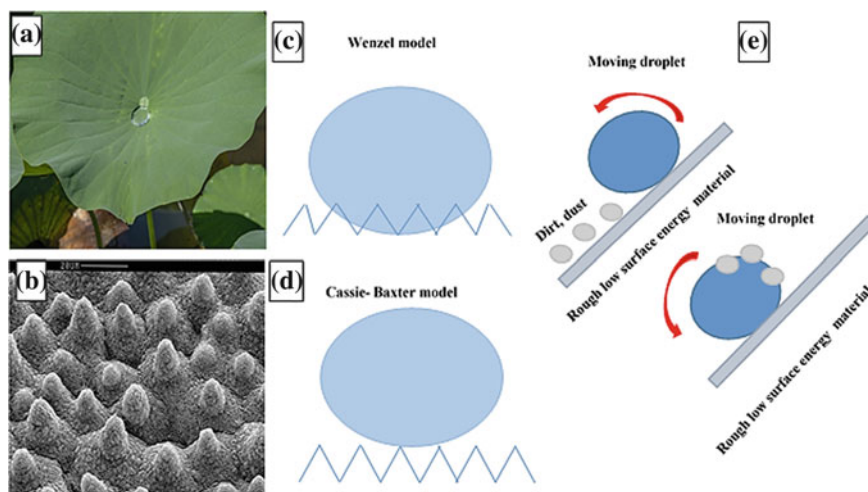 (a)
(b)
20UM
(c)
Wenzel model
(d)
Cassie- Baxter model
(e)
Moving droplet
Dirt, dust
Rough low surface energy material
Moving droplet
Rough low surface energy material